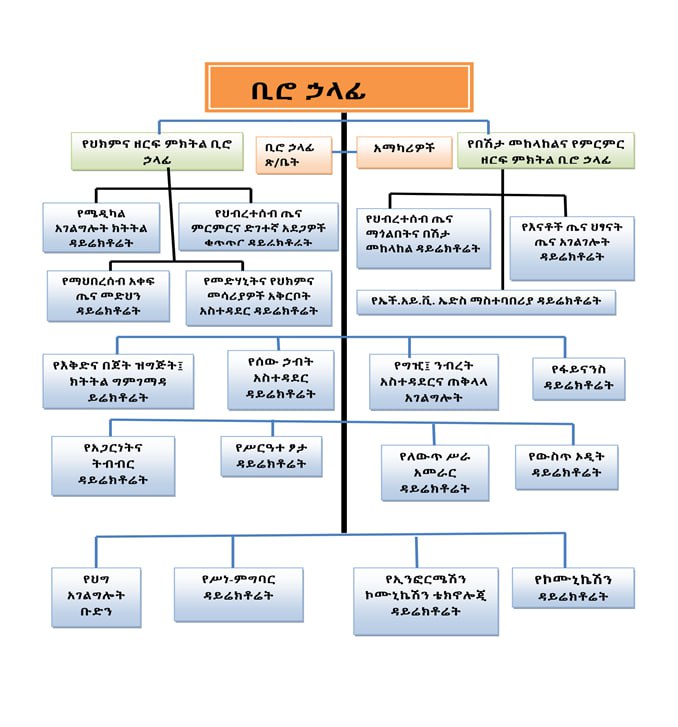 ቢሮ ኃላፊ
የህክምና ዘርፍ ምክትል ቢሮ
ኃላፊ
ቢሮ ኃላፊ
ጽ/ቤት
አማካሪዎች
የበሽታ መከላከልና የምርምር
ዘርፍ ምክትል ቢሮ ኃላፊ
የሜዲካል
አገልግሎት ክትትል
ዳይሬክቶሬት
የህብረተሰብ ጤና
ምርምርና ድገተኛ አደጋዎች
ቁጥጥር ዳይሬክቶሬት
የህብረተሰብ ጤና
ማጎልበትና በሽታ
መከላከል ዳይሬክቶሬት
የእናቶች ጤና ህፃናት
ጤና አገልገሎት
ዳይሬክቶሬት
የማህበረሰብ አቀፍ
ጤና መድህን
ዳይሬክቶሬት
የመድሃኒትና የህክምና
መሳሪያዎች አቅርቦት
አስተዳደር ዳይሬክቶሬት
የኤች.አይ.ቪ. ኤድስ ማስተባበሪያ ዳይሬክቶሬት
የእቅድና በጀት ዝግጅት፤
ክትትል ግምገማዳ
ይሬክቶሬት
የሰው ኃብት
አስተዳደር
ዳይሬክቶሬት
የግዢ፤ ንብረት
አስተዳደርና ጠቅላላ
አገልግሎት
የፋይናንስ
ዳይሬክቶሬት
የአጋርነትና
ትብብር
ዳይሬክቶሬት
የሥርዓተ ፆታ
ዳይሬክቶሬት
የለውጥ ሥራ
አመራር
ዳይሬክቶሬት
የውስጥ ኦዲት
ዳይሬክቶሬት
የህግ
አገልግሎት
ቡድን
የሥነ-ምግባር
ዳይሬክቶሬት
የኢንፎርሜሽን
ኮሙኒኬሽን ቴክኖሎጂ
ዳይሬክቶሬት
የኮሙኒኬሽን
ዳይሬክቶሬት